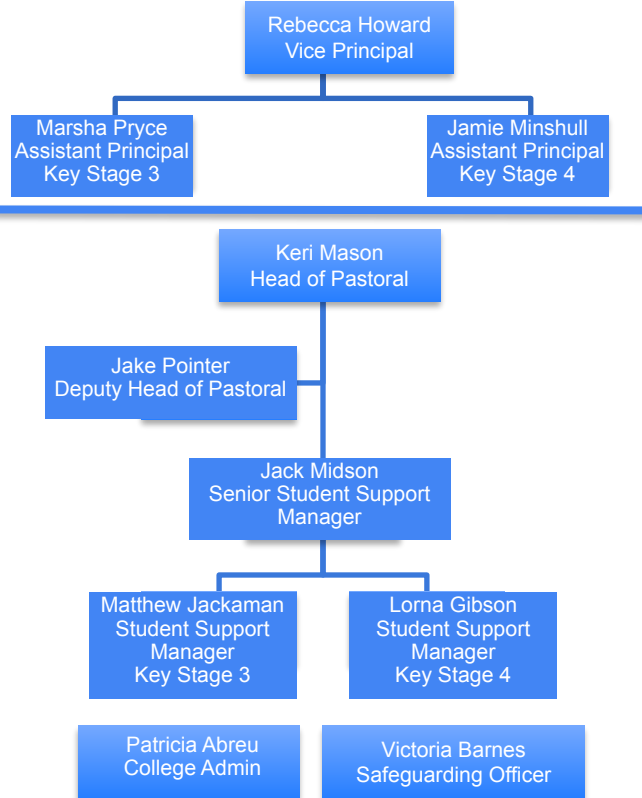 Rebecca Howard
Vice Principal
Marsha Pryce
Assistant Principal
Key Stage 3
Jamie Minshull
Assistant Principal
Key Stage 4
Keri Mason
Head of Pastoral
Jake Pointer
Deputy Head of Pastoral
Jack Midson
Senior Student Support
Manager
Matthew Jackaman
Student Support
Manager
Key Stage 3
Lorna Gibson
Student Support
Manager
Key Stage 4
Patricia Abreu
College Admin
Victoria Barnes
Safeguarding Officer